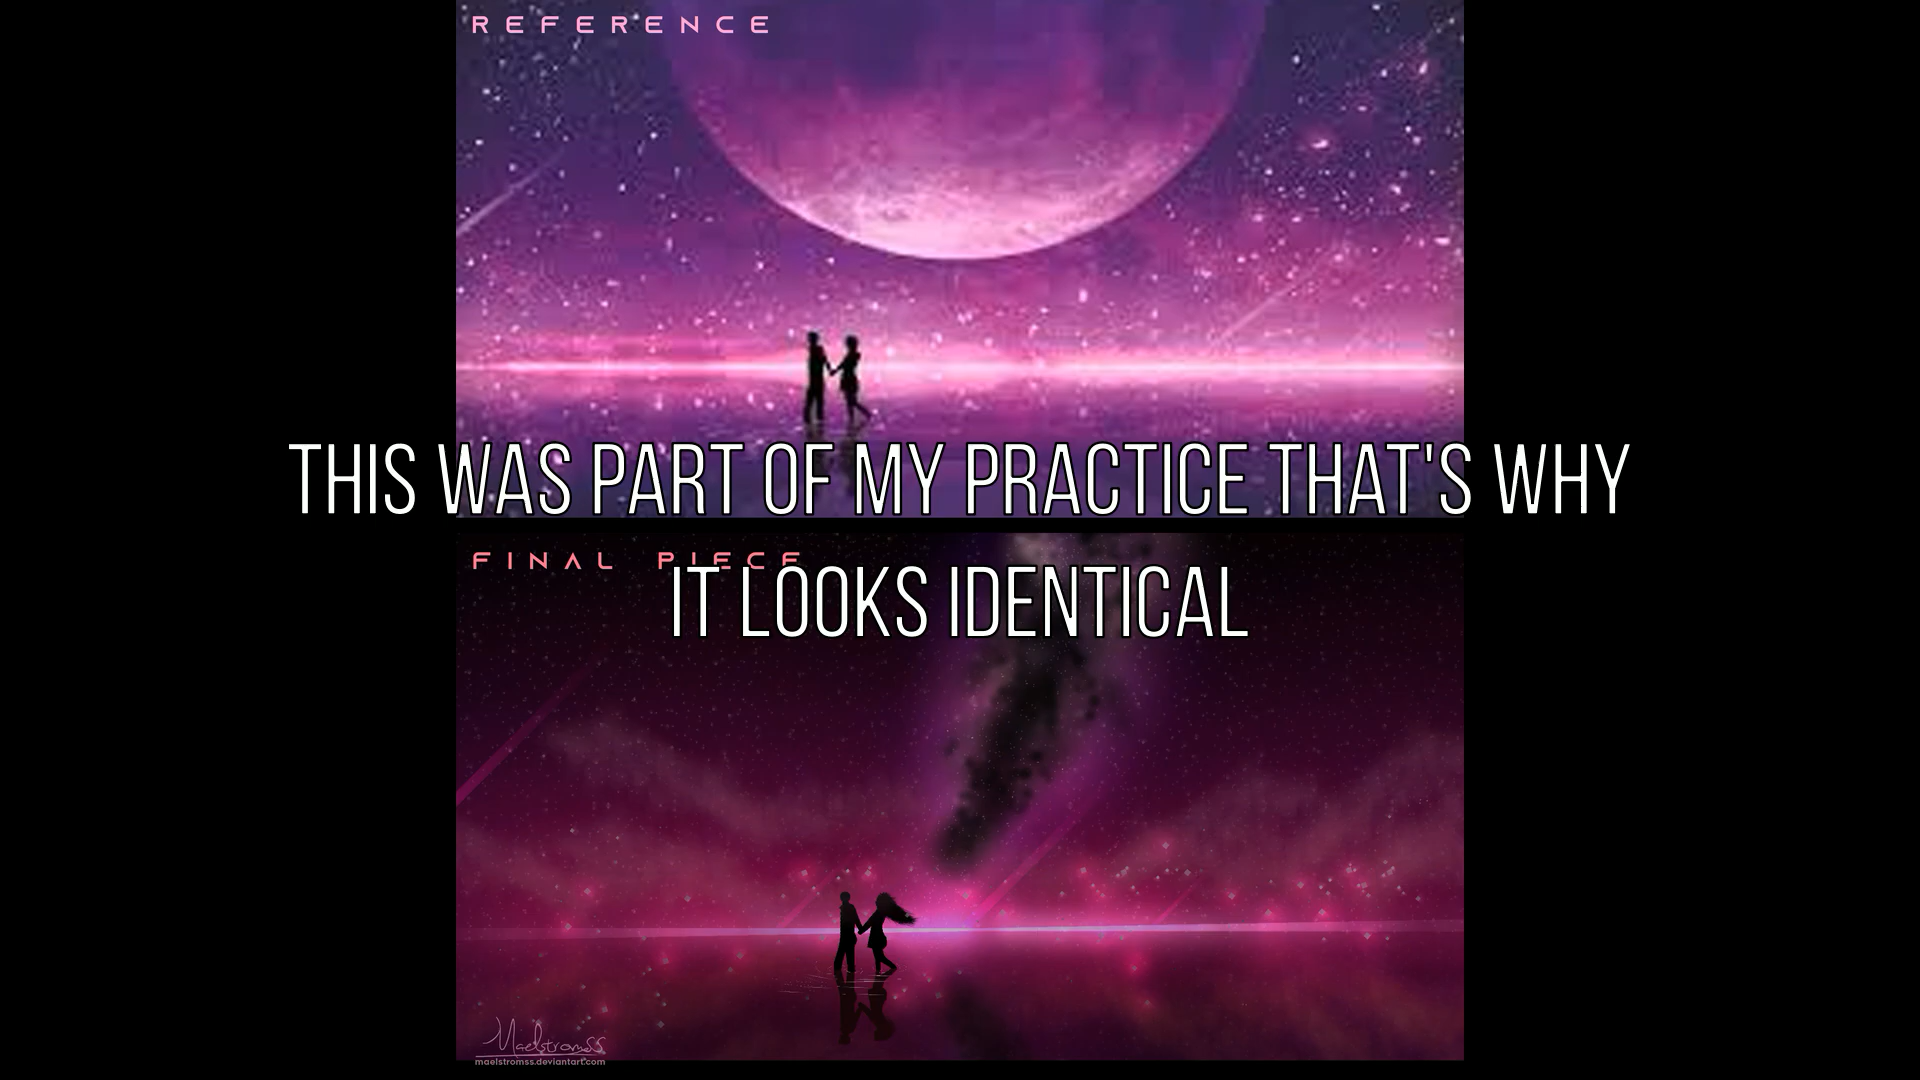 REFERENCE
THIS WAS PART OF MY PRACTICE THAT'S WHY
FINAL PIECE
IT LOOKS IDENTICAL
Maelstromss
maelstromss.deviantart.com